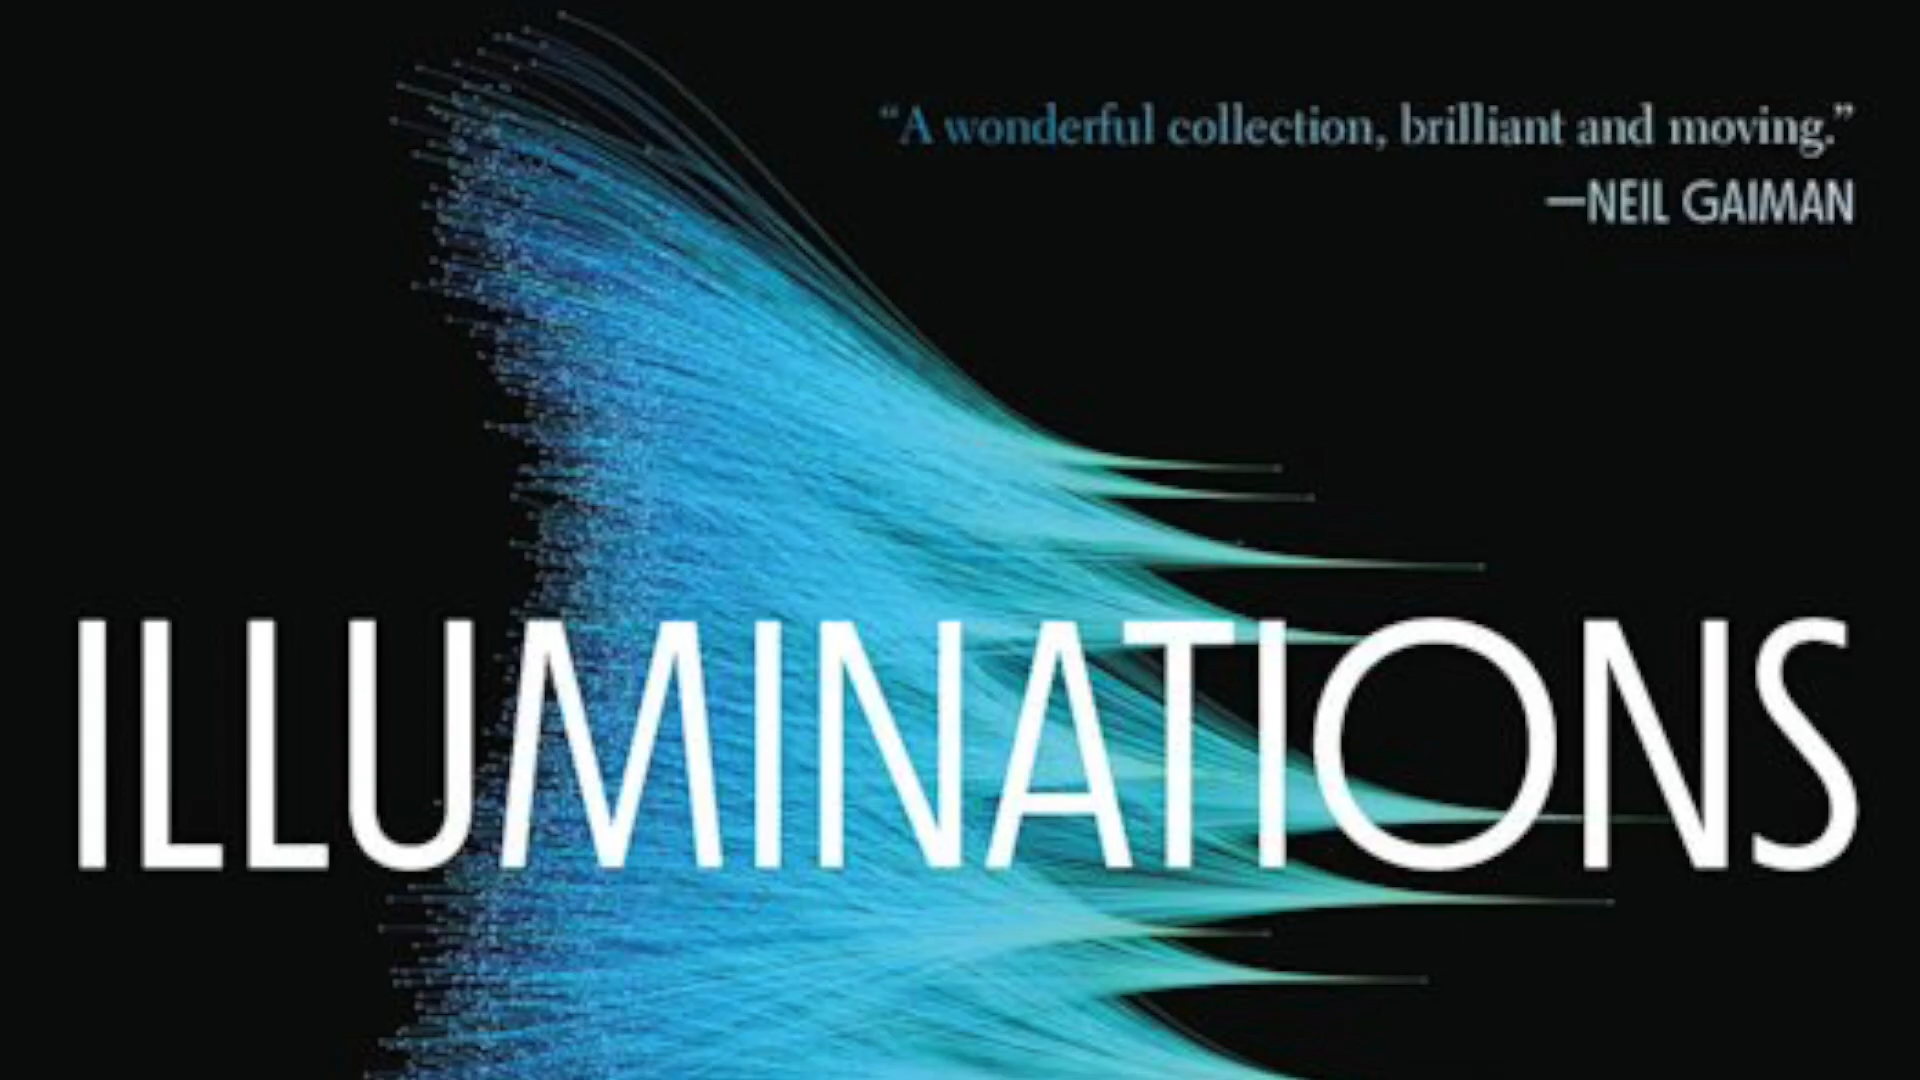 “A wonderful collection, brilliant and moving.”
—NEIL GAIMAN
ILLUMINATIONS